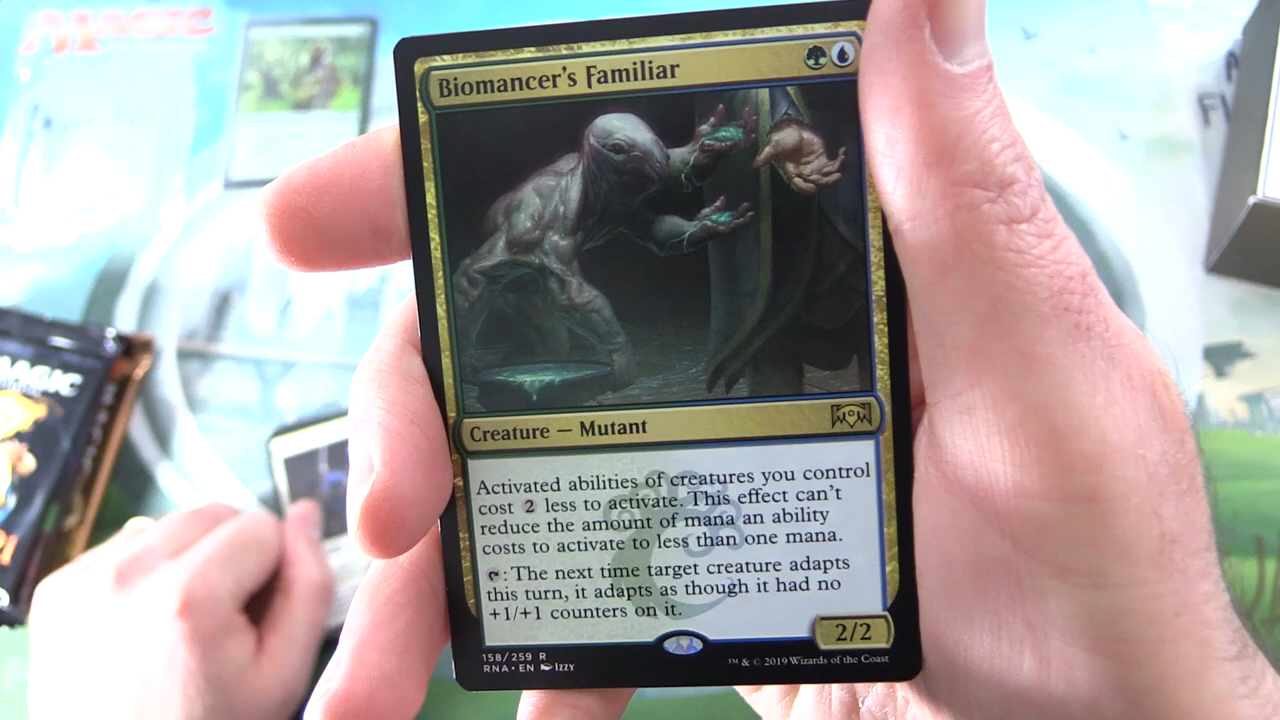 MAGIC
Biomancer's Familiar
Creature — Mutant
Activated abilities of creatures you control
cost 2 less to activate. This effect can't
reduce the amount of mana an ability
costs to activate to less than one mana.
: The next time target creature adapts
this turn, it adapts as though it had no
+1/+1 counters on it.
2/2
158/259 R
RNA • EN Izzy
™ & © 2019 Wizards of the Coast
MAGIC